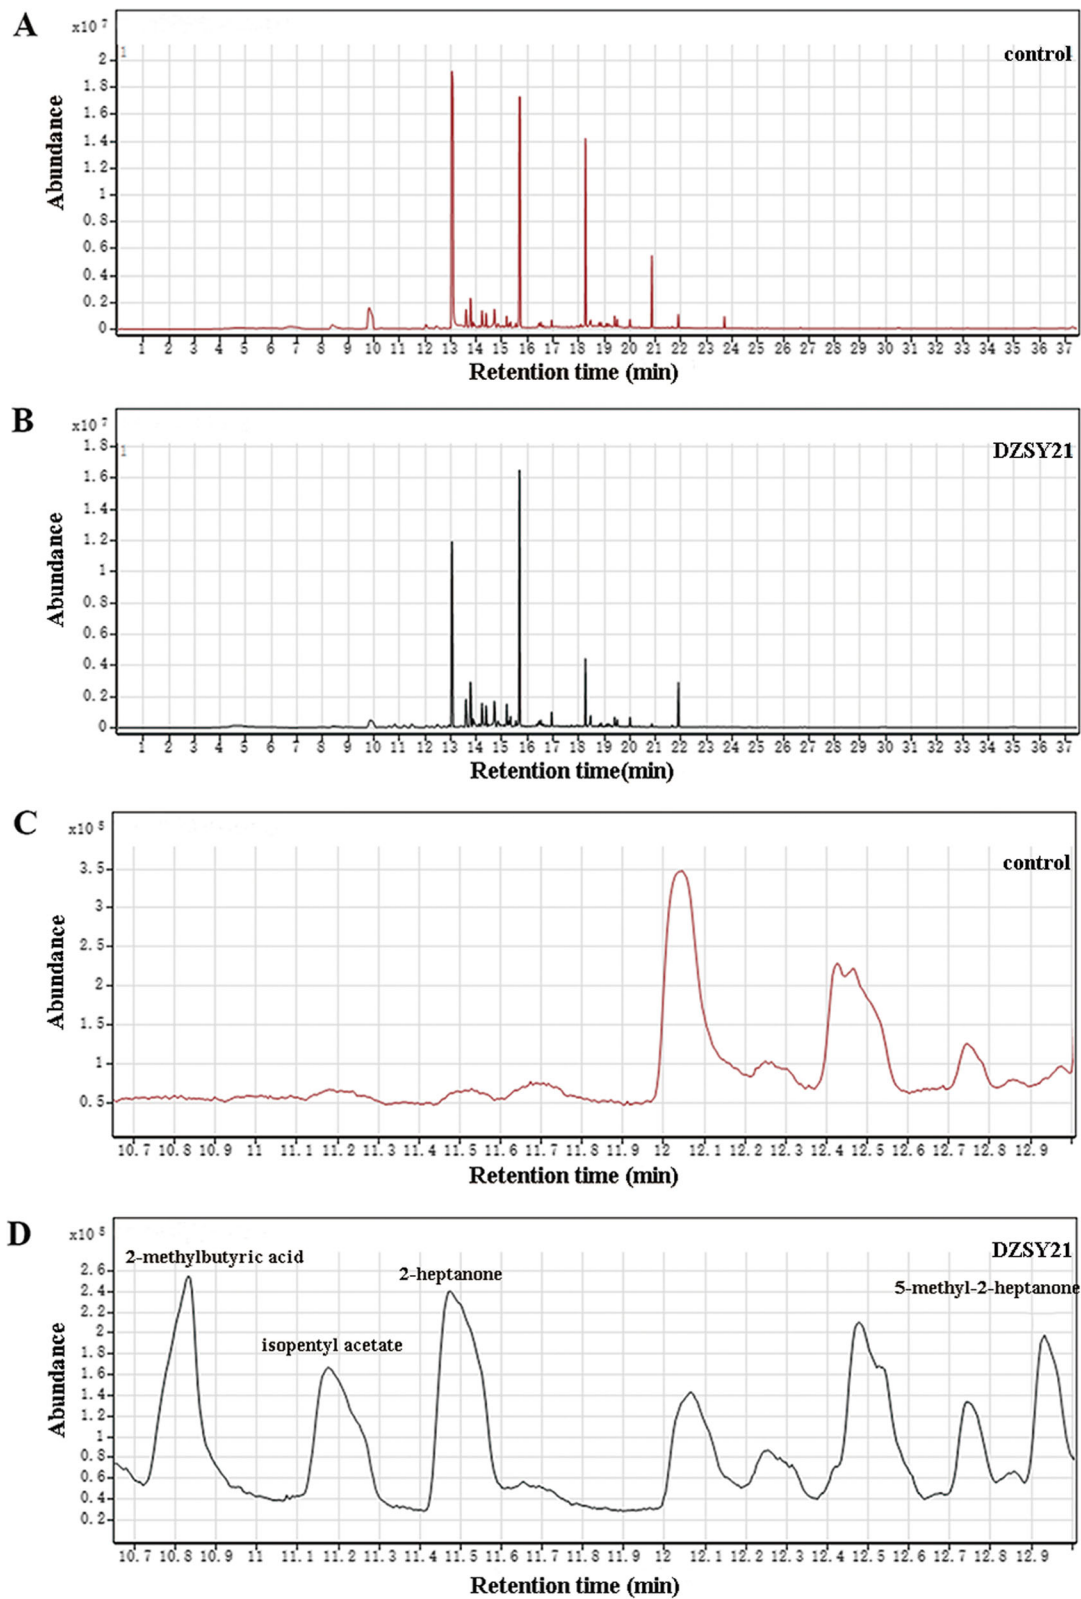 A
x10 7
1
control
2
1.8
1.6
1.4
1.2
1
0.8
0.6
0.4
0.2
0
Abundance
1 2 3 4 5 6 7 8 9 10 11 12 13 14 15 16 17 18 19 20 21 22 23 24 25 26 27 28 29 30 31 32 33 34 35 36 37
Retention time (min)
B
x10 7
1
DZSY21
1.8
1.6
1.4
1.2
1
0.8
0.6
0.4
0.2
0
Abundance
1 2 3 4 5 6 7 8 9 10 11 12 13 14 15 16 17 18 19 20 21 22 23 24 25 26 27 28 29 30 31 32 33 34 35 36 37
Retention time(min)
C
x10 5
control
3.5
3
2.5
2
1.5
1
0.5
Abundance
10.7 10.8 10.9 11 11.1 11.2 11.3 11.4 11.5 11.6 11.7 11.8 11.9 12 12.1 12.2 12.3 12.4 12.5 12.6 12.7 12.8 12.9
Retention time (min)
D
x10 5
DZSY21
2-methylbutyric acid
2-heptanone
5-methyl-2-heptanone
isopentyl acetate
2.6
2.4
2.2
2
1.8
1.6
1.4
1.2
1
0.8
0.6
0.4
0.2
Abundance
10.7 10.8 10.9 11 11.1 11.2 11.3 11.4 11.5 11.6 11.7 11.8 11.9 12 12.1 12.2 12.3 12.4 12.5 12.6 12.7 12.8 12.9
Retention time (min)